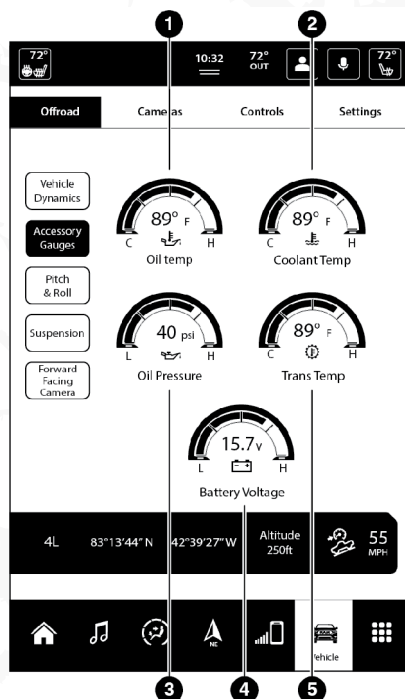 1 2
72° 10:32 72° OUT 72°
Offroad Cameras Controls Settings
Vehicle
Dynamics
Accessory
Gauges
Pitch
& Roll
Suspension
Forward
Facing
Camera
89° F
C H
Oil temp
89° F
C H
Coolant Temp
40 psi
L H
Oil Pressure
89° F
C H
Trans Temp
15.7v
L H
Battery Voltage
4L 83°13'44" N 42°39'27" W Altitude 250ft 55 MPH
NE
Vehicle
3 4 5